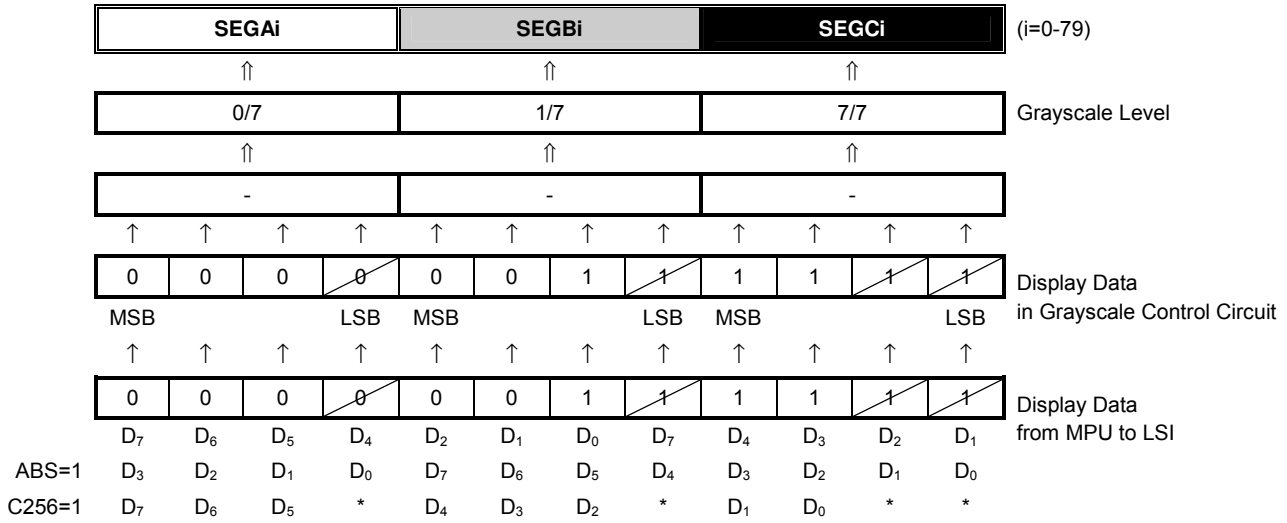 SEGAi SEGBi SEGCi (i=0-79)
⇑ ⇑ ⇑
0/7 1/7 7/7 Grayscale Level
⇑ ⇑ ⇑
- - -
↑ ↑ ↑ ↑ ↑ ↑ ↑ ↑ ↑ ↑ ↑ ↑
0 0 0 0 0 0 1 1 1 1 1 1 Display Data
MSB LSB MSB LSB MSB LSB in Grayscale Control Circuit
↑ ↑ ↑ ↑ ↑ ↑ ↑ ↑ ↑ ↑ ↑ ↑
0 0 0 0 0 0 1 1 1 1 1 1 Display Data
D₇ D₆ D₅ D₄ D₂ D₁ D₀ D₇ D₄ D₃ D₂ D₁ from MPU to LSI
ABS=1 D₃ D₂ D₁ D₀ D₇ D₆ D₅ D₄ D₃ D₂ D₁ D₀
C256=1 D₇ D₆ D₅ * D₄ D₃ D₂ * D₁ D₀ * *